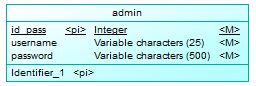 admin
id_pass <pi> Integer <M>
username Variable characters (25) <M>
password Variable characters (500) <M>
Identifier_1 <pi>